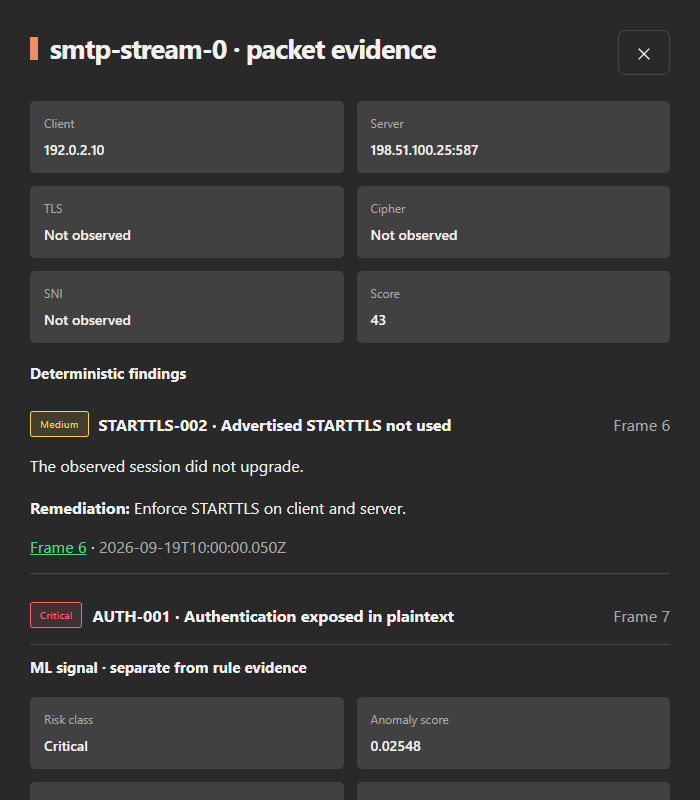 smtp-stream-0 · packet evidence
Client
192.0.2.10
Server
198.51.100.25:587
TLS
Not observed
Cipher
Not observed
SNI
Not observed
Score
43
Deterministic findings
Medium STARTTLS-002 · Advertised STARTTLS not used Frame 6
The observed session did not upgrade.
Remediation: Enforce STARTTLS on client and server.
Frame 6 · 2026-09-19T10:00:00.050Z
Critical AUTH-001 · Authentication exposed in plaintext Frame 7
ML signal · separate from rule evidence
Risk class
Critical
Anomaly score
0.02548